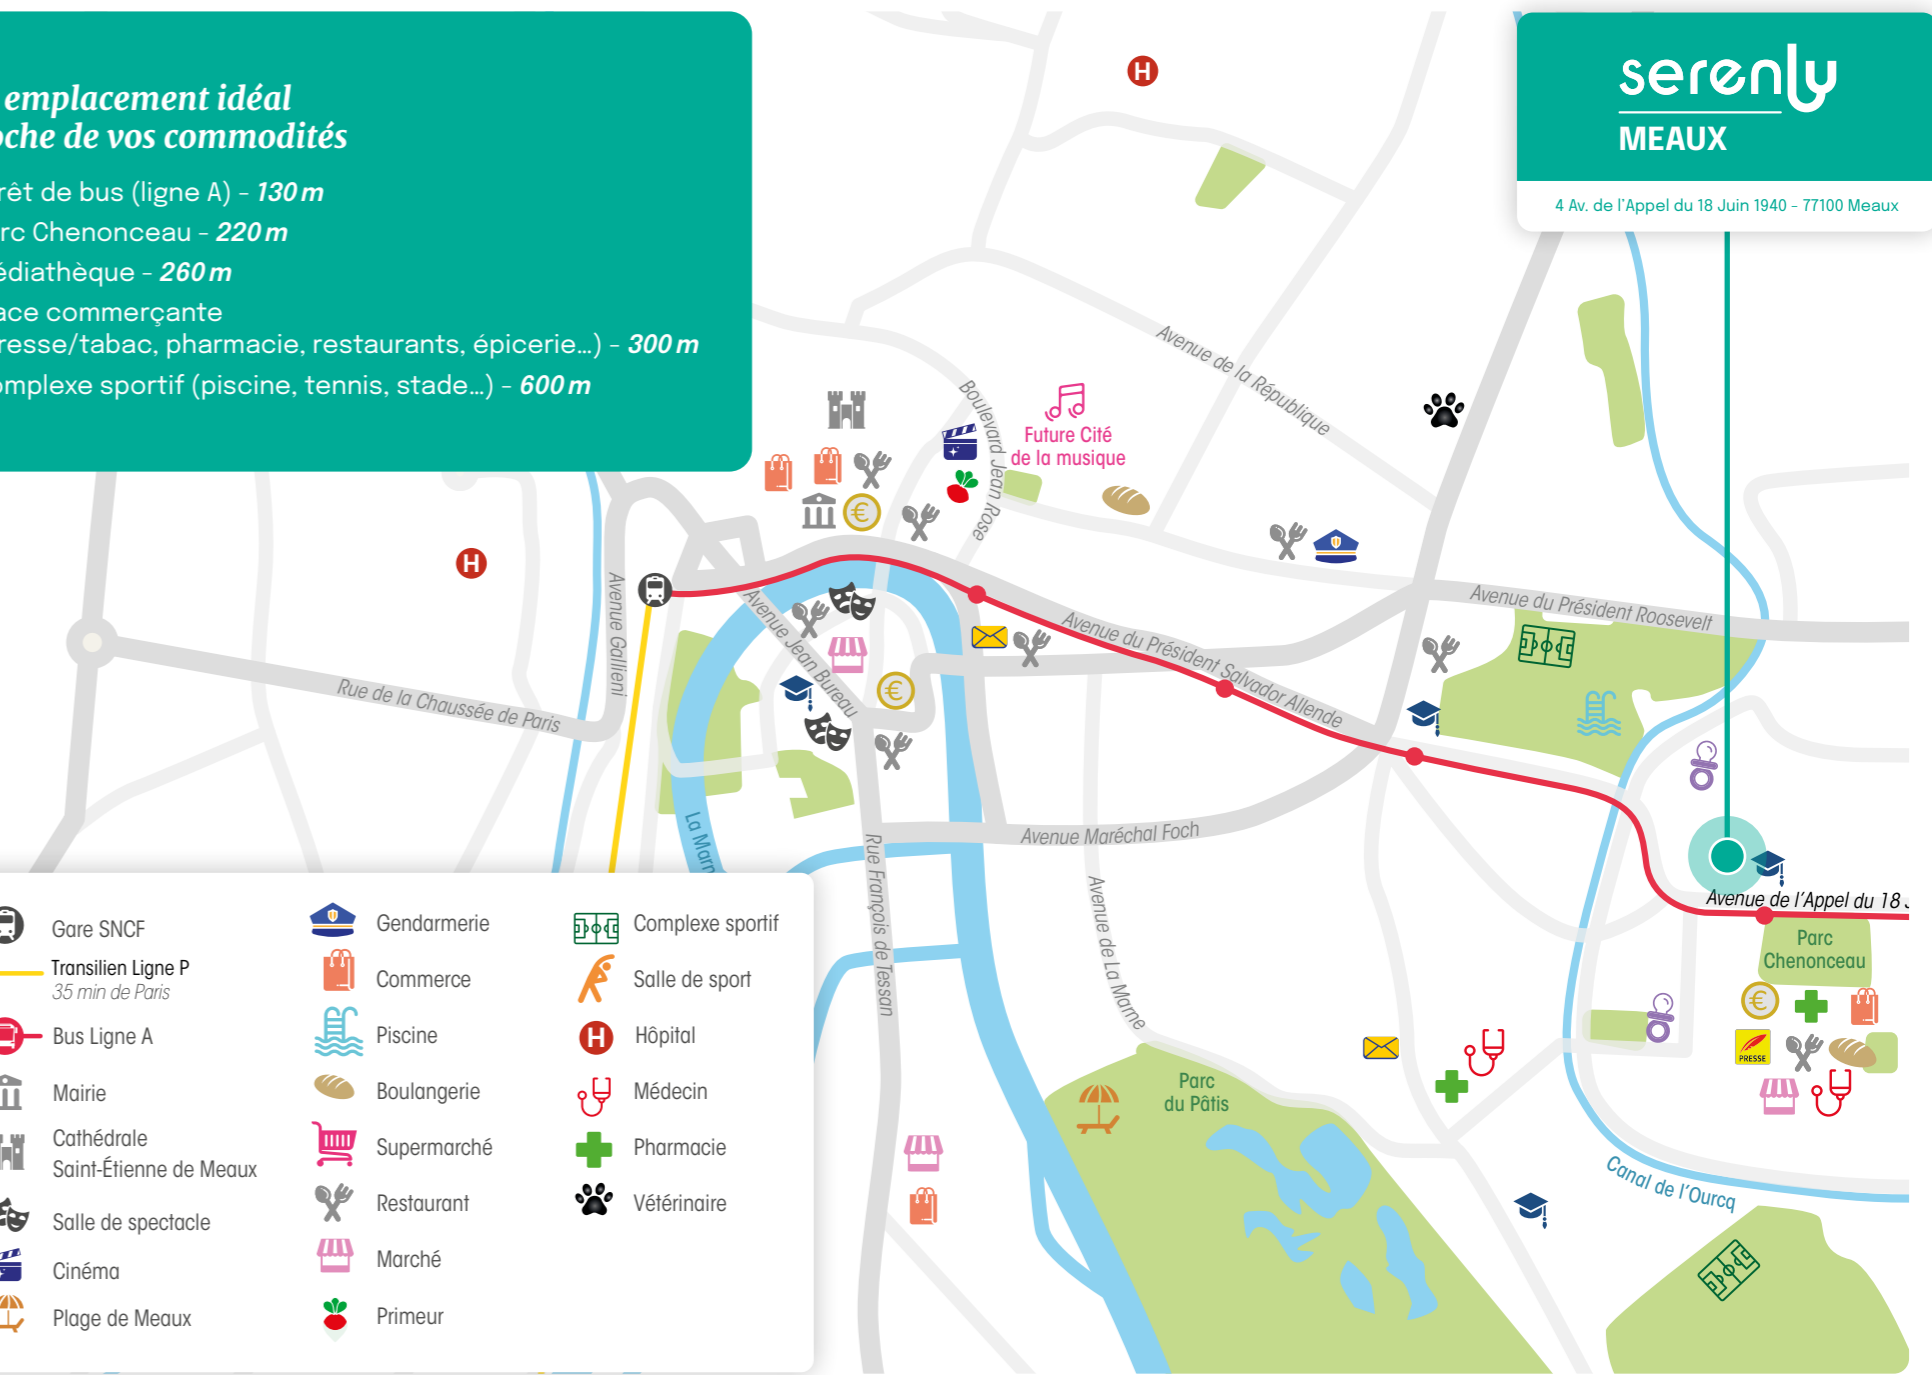 emplacement idéal
oche de vos commodités
rêt de bus (ligne A) - 130 m
rc Chenonceau - 220 m
édiathèque - 260 m
ace commerçante
resse/tabac, pharmacie, restaurants, épicerie...) - 300 m
omplexe sportif (piscine, tennis, stade...) - 600 m
serenly
MEAUX
4 Av. de l'Appel du 18 Juin 1940 - 77100 Meaux
H
Avenue de la République
Boulevard Jean Rose
Future Cité
de la musique
€
H
Avenue Gallieni
Avenue Jean Bureau
Avenue du Président Roosevelt
Avenue du Président Salvador Allende
€
Rue de la Chaussée de Paris
La Marn
Avenue Maréchal Foch
Rue François de Tessan
Avenue de La Marne
Avenue de l'Appel du 18 J
Parc
Chenonceau
€
PRESSE
Parc
du Pâtis
Canal de l'Ourcq
Gare SNCF
Transilien Ligne P
35 min de Paris
Bus Ligne A
Mairie
Cathédrale
Saint-Étienne de Meaux
Salle de spectacle
Cinéma
Plage de Meaux
Gendarmerie
Commerce
Piscine
Boulangerie
Supermarché
Restaurant
Marché
Primeur
Complexe sportif
Salle de sport
H Hôpital
Médecin
Pharmacie
Vétérinaire